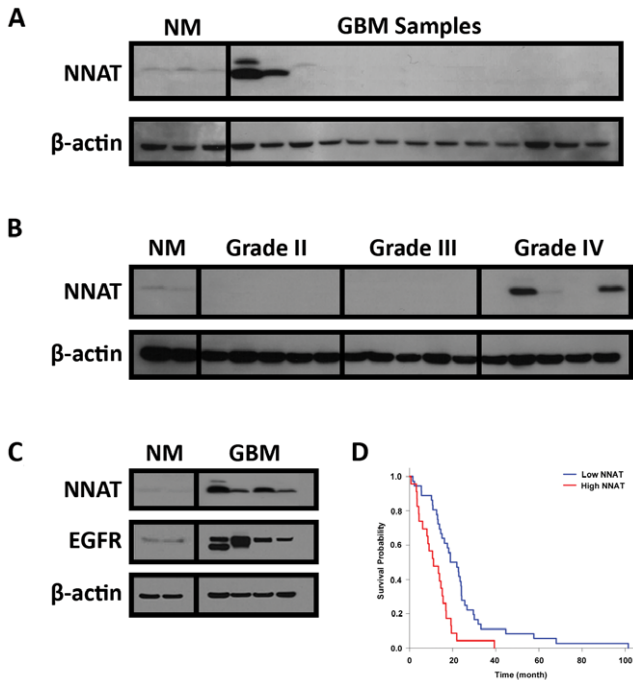 A
NM GBM Samples
NNAT
β-actin
B
NM Grade II Grade III Grade IV
NNAT
β-actin
C
NM GBM
NNAT
EGFR
β-actin
D
Low NNAT
High NNAT
Survival Probability
1.0
0.8
0.6
0.4
0.2
0
0 20 40 60 80 100
Time (month)